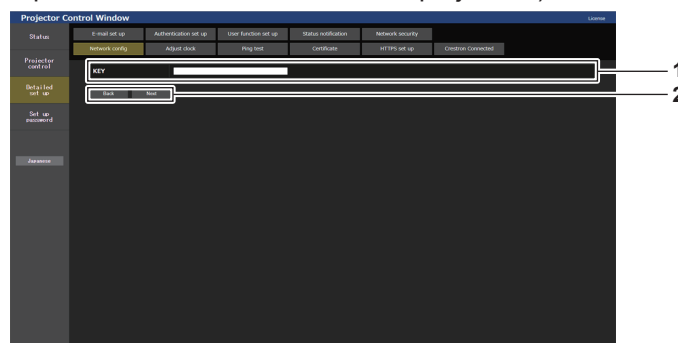 Projector Control Window
License
Status
E-mail set up
Authentication set up
User function set up
Status notification
Network security
Network config
Adjust clock
Ping test
Certificate
HTTPS set up
Crestron Connected
Projector
control
KEY
1
Detailed
set up
Back
Next
2
Set up
password
Japanese